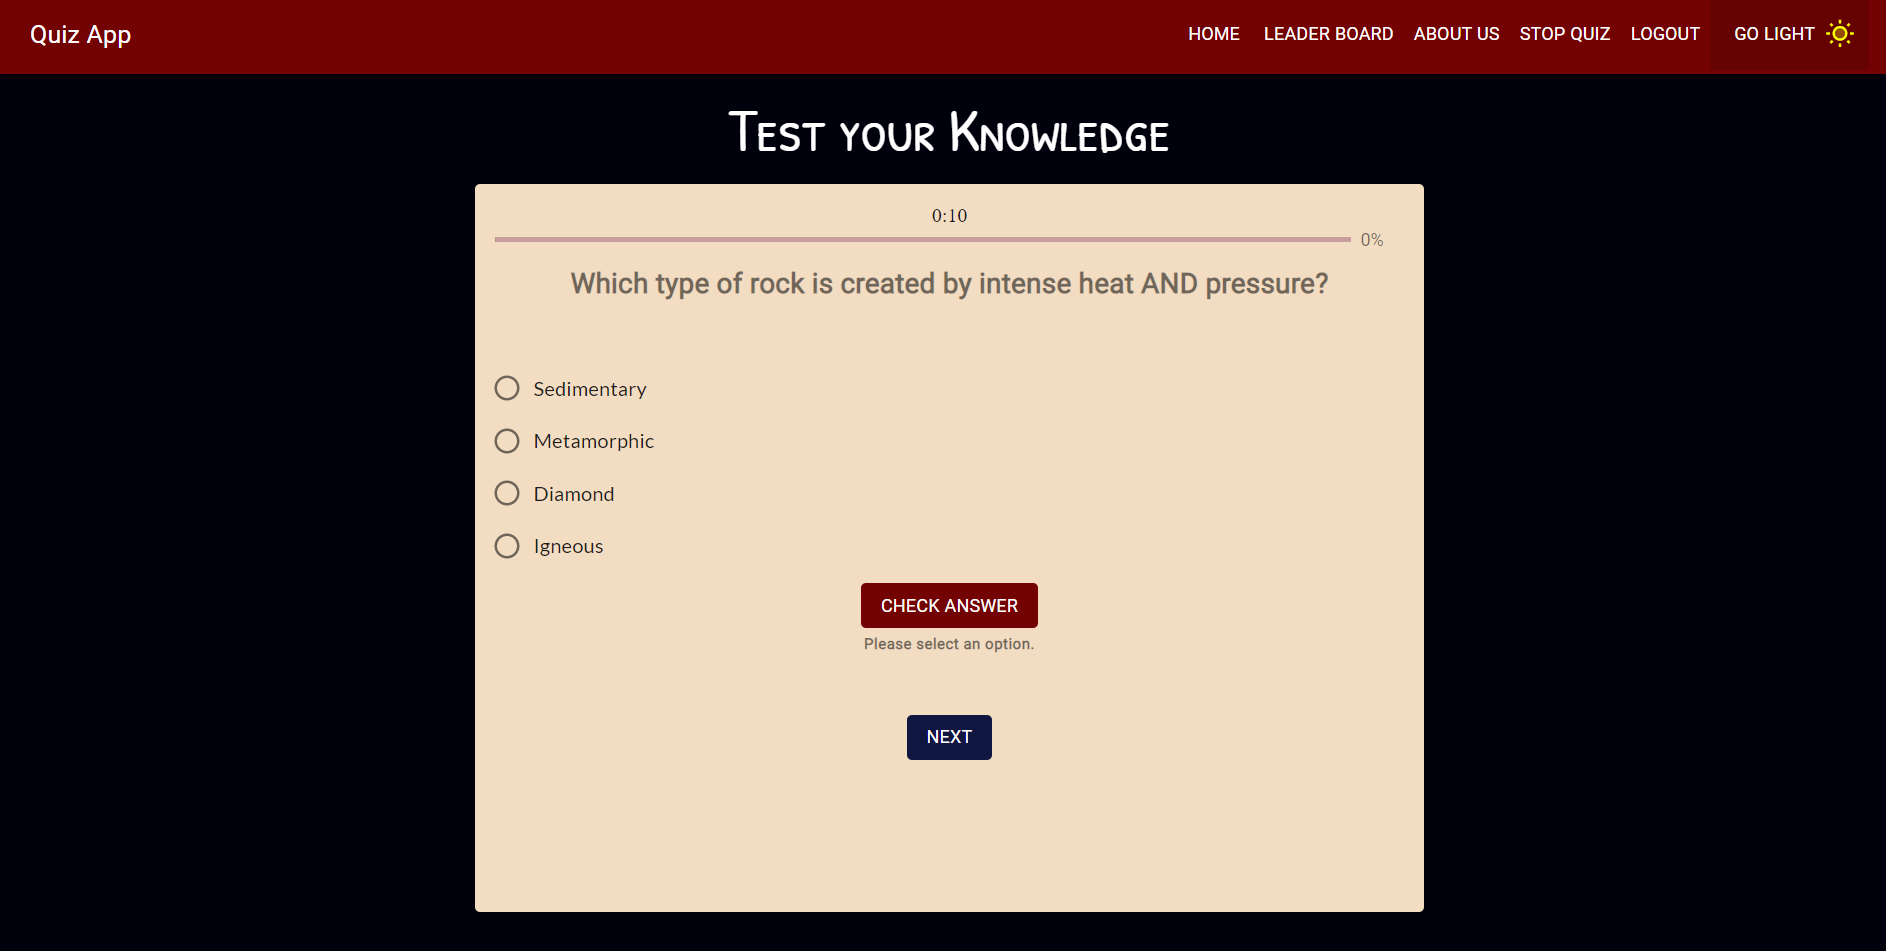 Quiz App
HOME LEADER BOARD ABOUT US STOP QUIZ LOGOUT GO LIGHT
Test your Knowledge
0:10
0%
Which type of rock is created by intense heat AND pressure?
Sedimentary
Metamorphic
Diamond
Igneous
CHECK ANSWER
Please select an option.
NEXT